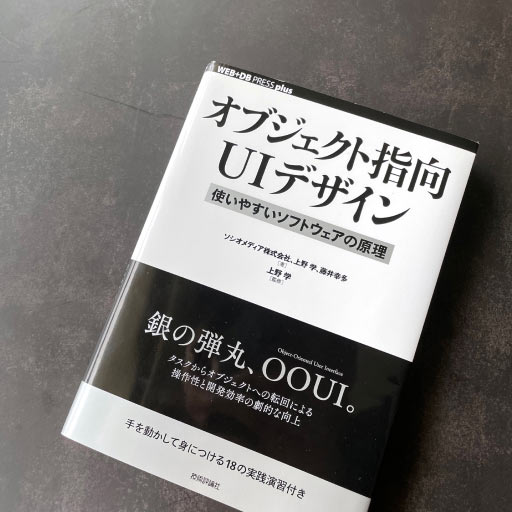 WEB+DB PRESS plus
オブジェクト指向
UIデザイン
使いやすいソフトウェアの原理
ソシオメディア株式会社、上野 学、藤井幸多
［著］
上野 学
［監修］
Object-Oriented User Interface
銀の弾丸、OOUI。
タスクからオブジェクトへの転回による
操作性と開発効率の劇的な向上
手を動かして身につける18の実践演習付き
技術評論社